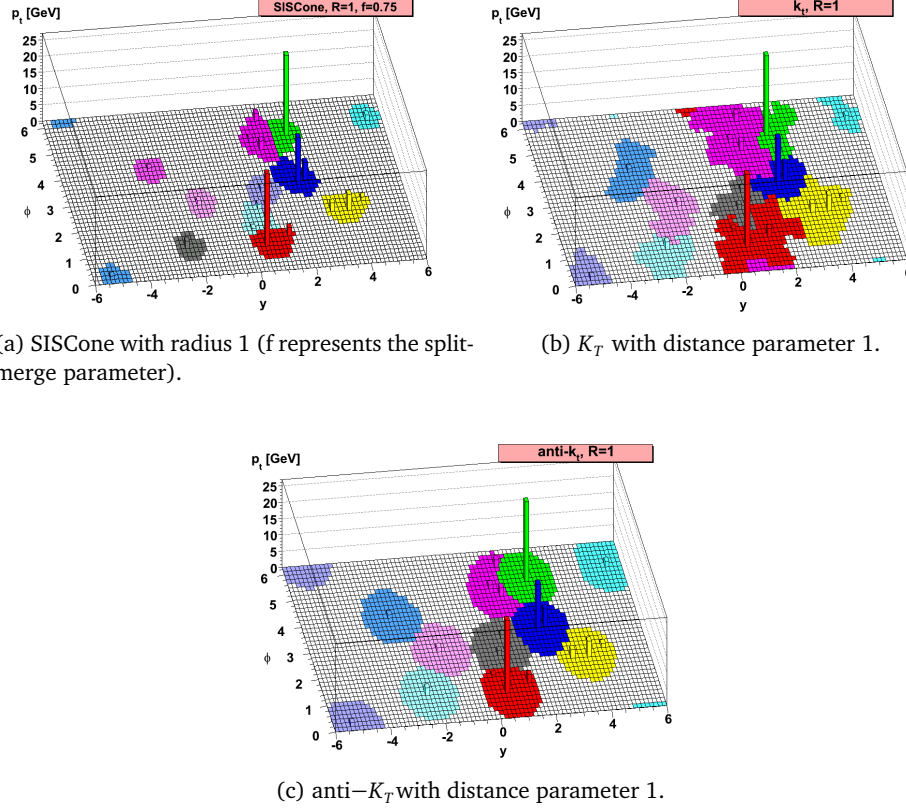 SISCone, R=1, f=0.75
p_t [GeV]
25
20
15
10
5
0
6
5
4
ϕ 3
2
1
0
-6 -4 -2 0 2 4 6
y
k_t, R=1
p_t [GeV]
25
20
15
10
5
0
6
5
4
ϕ 3
2
1
0
-6 -4 -2 0 2 4 6
y
(a) SISCone with radius 1 (f represents the split-
merge parameter).
(b) K_T with distance parameter 1.
anti-k_t, R=1
p_t [GeV]
25
20
15
10
5
0
6
5
4
ϕ 3
2
1
0
-6 -4 -2 0 2 4 6
y
(c) anti−K_T with distance parameter 1.